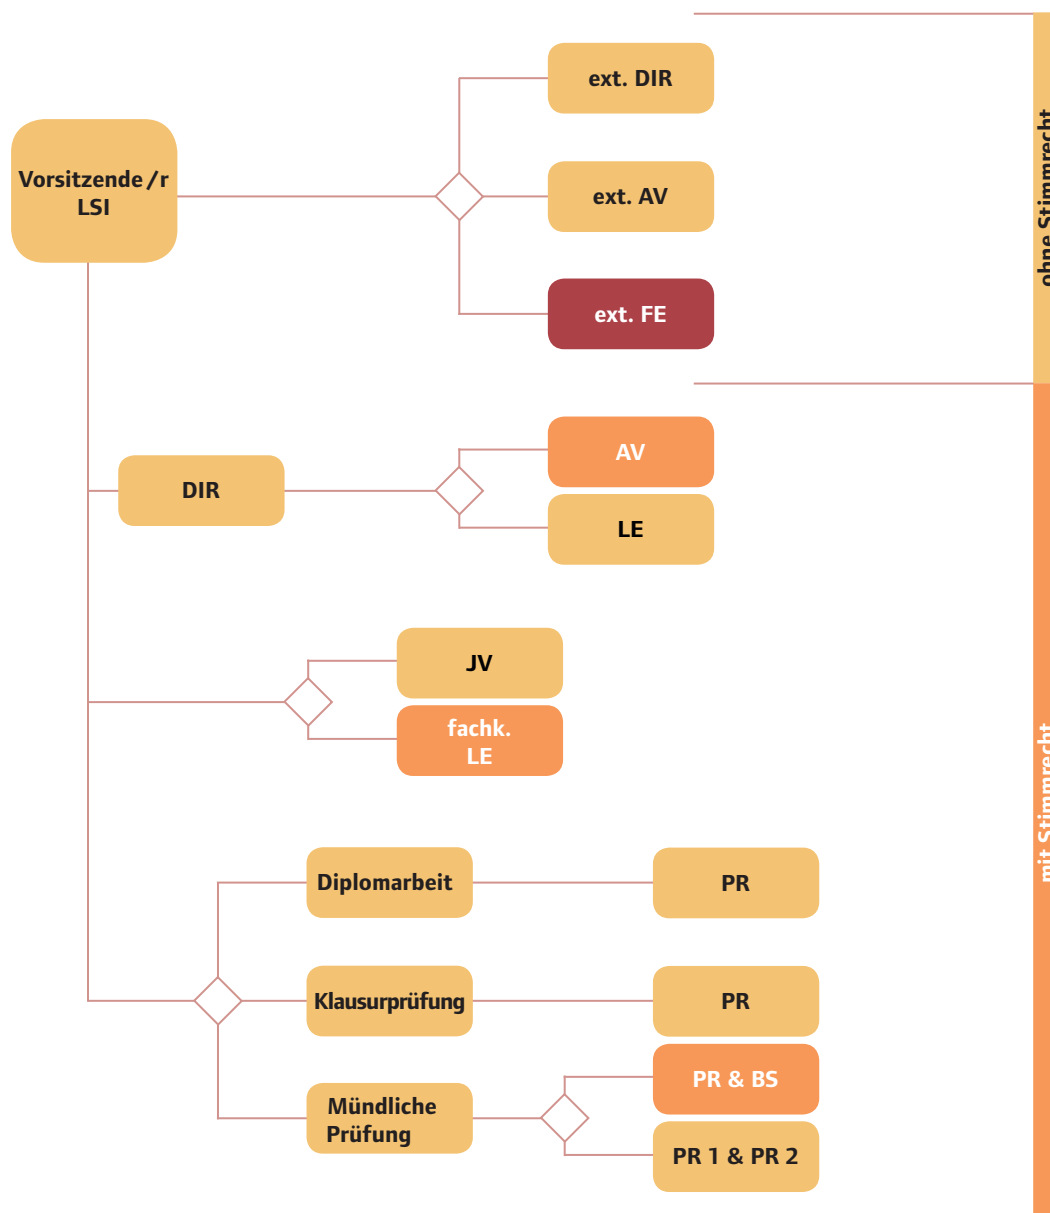 ext. DIR
Vorsitzende/r
LSI
ext. AV
ext. FE
ohne Stimmrecht
AV
DIR
LE
JV
fachk.
LE
mit Stimmrecht
Diplomarbeit
PR
Klausurprüfung
PR
PR & BS
Mündliche
Prüfung
PR 1 & PR 2